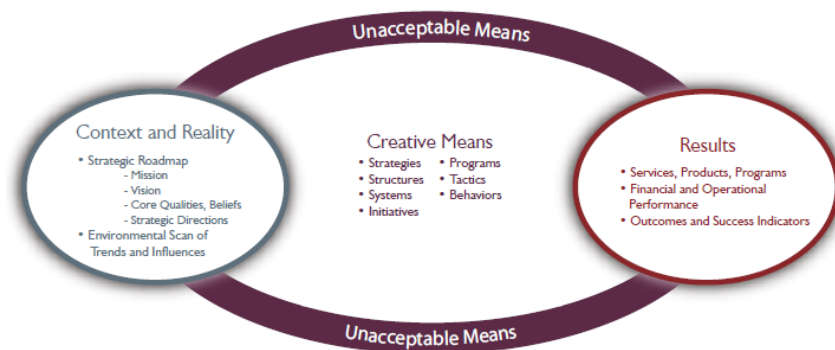 Unacceptable Means
Context and Reality
• Strategic Roadmap
- Mission
- Vision
- Core Qualities, Beliefs
- Strategic Directions
• Environmental Scan of
Trends and Influences
Creative Means
• Strategies
• Structures
• Systems
• Initiatives
• Programs
• Tactics
• Behaviors
Results
• Services, Products, Programs
• Financial and Operational
Performance
• Outcomes and Success Indicators
Unacceptable Means